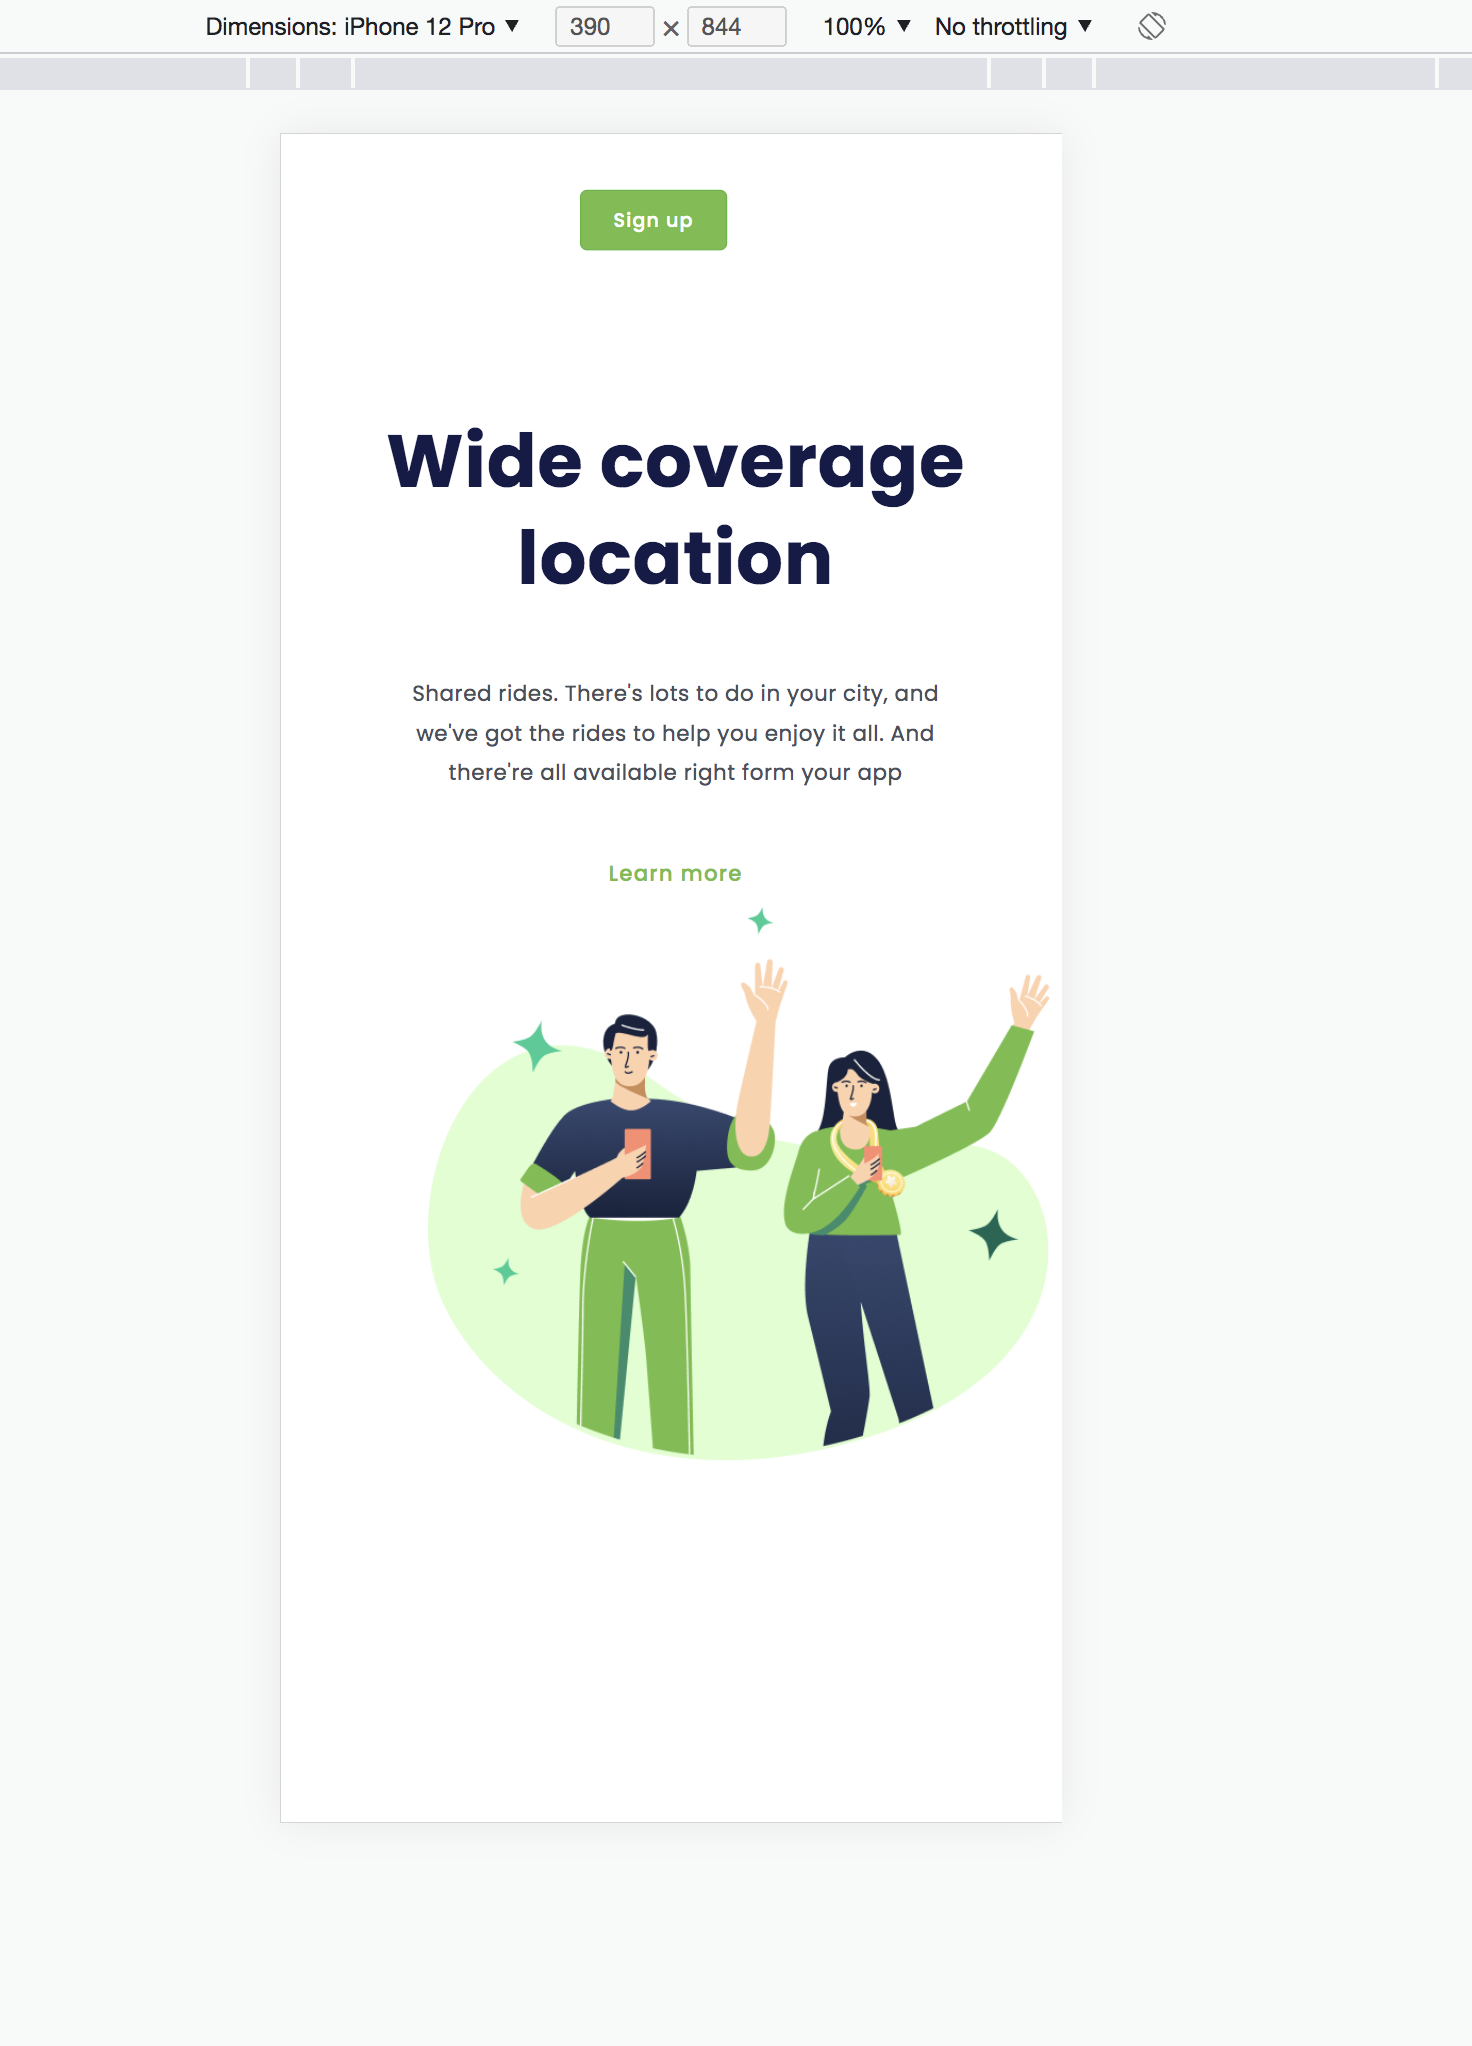 Dimensions: iPhone 12 Pro ▼ 390 × 844 100% ▼ No throttling ▼
Sign up
Wide coverage
location
Shared rides. There's lots to do in your city, and
we've got the rides to help you enjoy it all. And
there're all available right form your app
Learn more